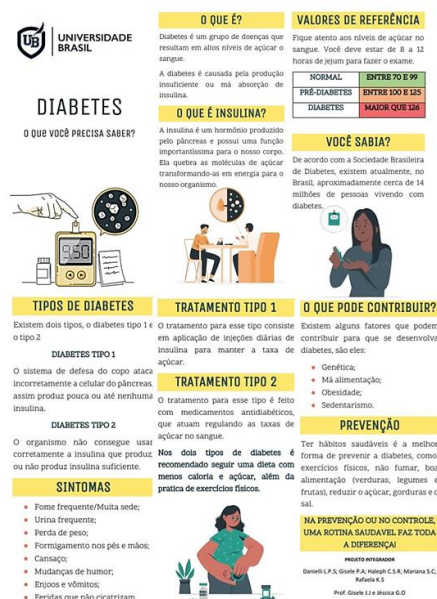 UB
UNIVERSIDADE
BRASIL
DIABETES
O QUE VOCÊ PRECISA SABER?
O QUE É?
Diabetes é um grupo de doenças que
resultam em altos níveis de açúcar o
sangue.
A diabetes é causada pela produção
insuficiente ou má absorção de
insulina.
O QUE É INSULINA?
A insulina é um hormônio produzido
pelo pâncreas e possui uma função
importantíssima para o nosso corpo.
Ela quebra as moléculas de açúcar
transformando-as em energia para o
nosso organismo.
VALORES DE REFERÊNCIA
Fique atento aos níveis de açúcar no
sangue. Você deve estar de 8 a 12
horas de jejum para fazer o exame.
NORMAL ENTRE 70 E 99
PRÉ-DIABETES ENTRE 100 E 125
DIABETES MAIOR QUE 126
VOCÊ SABIA?
De acordo com a Sociedade Brasileira
de Diabetes, existem atualmente, no
Brasil, aproximadamente cerca de 14
milhões de pessoas vivendo com
diabetes.
TIPOS DE DIABETES
Existem dois tipos, o diabetes tipo 1 e
o tipo 2
DIABETES TIPO 1
O sistema de defesa do copo ataca
incorretamente a celular do pâncreas,
assim produz pouca ou até nenhuma
insulina.
DIABETES TIPO 2
O organismo não consegue usar
corretamente a insulina que produz,
ou não produz insulina suficiente.
SINTOMAS
Fome frequente/Muita sede;
Urina frequente;
Perda de peso;
Formigamento nos pés e mãos;
Cansaço;
Mudanças de humor;
Enjoos e vômitos;
Feridas que não cicatrizam
TRATAMENTO TIPO 1
O tratamento para esse tipo consiste
em aplicação de injeções diárias de
insulina para manter a taxa de
açúcar.
TRATAMENTO TIPO 2
O tratamento para esse tipo é feito
com medicamentos antidiabéticos,
que atuam regulando as taxas de
açúcar no sangue.
Nos dois tipos de diabetes é
recomendado seguir uma dieta com
menos caloria e açúcar, além da
pratica de exercícios físicos.
O QUE PODE CONTRIBUIR?
Existem alguns fatores que podem
contribuir para que se desenvolva
diabetes, são eles:
Genética;
Má alimentação;
Obesidade;
Sedentarismo.
PREVENÇÃO
Ter hábitos saudáveis é a melhor
forma de prevenir a diabetes, como
exercícios físicos, não fumar, boa
alimentação (verduras, legumes e
frutas), reduzir o açúcar, gorduras e o
sal.
NA PREVENÇÃO OU NO CONTROLE,
UMA ROTINA SAUDAVEL FAZ TODA
A DIFERENÇA!
PROJETO INTEGRADOR
Danielli L.P.S; Gisele P.A; Haleph C.S.R; Mariana S.C;
Rafaela K.S
Prof. Gisele J.J e Jéssica G.O